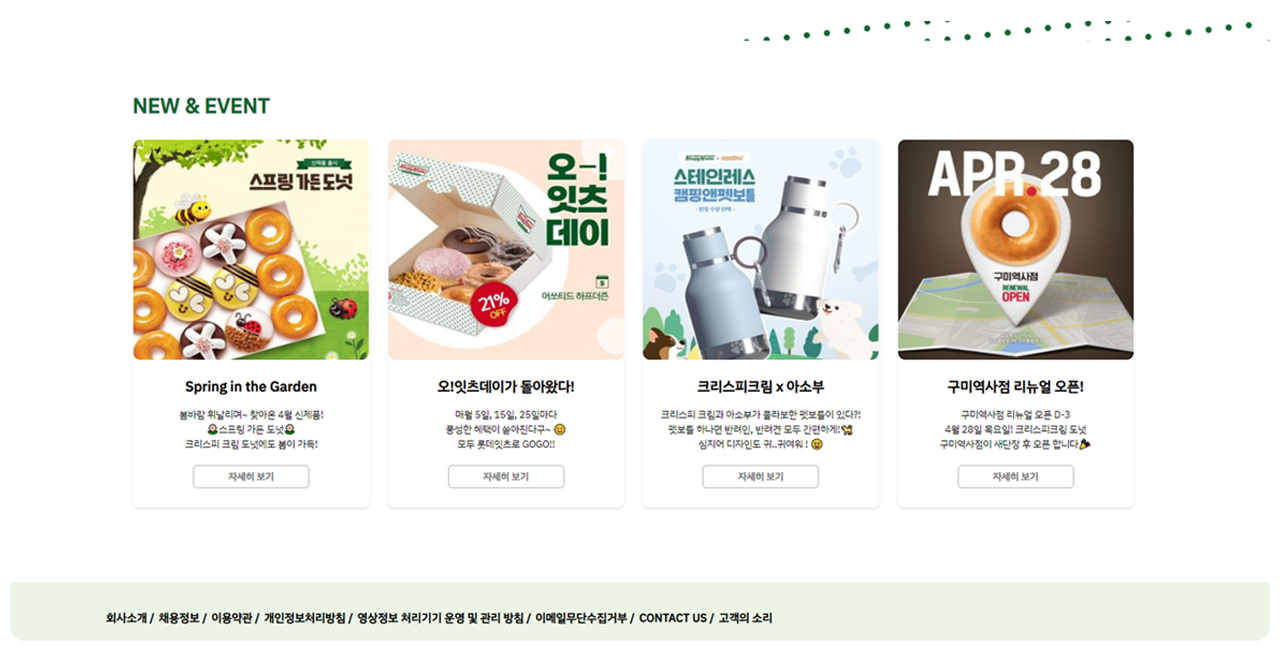 NEW & EVENT
신제품 출시
스프링 가든 도넛
Spring in the Garden
봄바람 휘날리며~ 찾아온 4월 신제품!
스프링 가든 도넛
크리스피 크림 도넛에도 봄이 가득!
자세히 보기
오-!
잇츠
데이
5
어쏘티드 하프더즌
21%
OFF
오!잇츠데이가 돌아왔다!
매월 5일, 15일, 25일마다
풍성한 혜택이 쏟아진다구~
모두 롯데잇츠로 GOGO!!
자세히 보기
스테인레스
캠핑앤펫보틀
- 한정 수량 판매 -
크리스피크림 x 아소부
크리스피 크림과 아소부가 콜라보한 펫보틀이 있다?!
펫보틀 하나면 반려인, 반려견 모두 간편하게!
심지어 디자인도 귀..귀여워 !
자세히 보기
APR.28
구미역사점
RENEWAL
OPEN
구미역사점 리뉴얼 오픈!
구미역사점 리뉴얼 오픈 D-3
4월 28일 목요일! 크리스피크림 도넛
구미역사점이 새단장 후 오픈 합니다
자세히 보기
회사소개 / 채용정보 / 이용약관 / 개인정보처리방침 / 영상정보 처리기기 운영 및 관리 방침 / 이메일무단수집거부 / CONTACT US / 고객의 소리